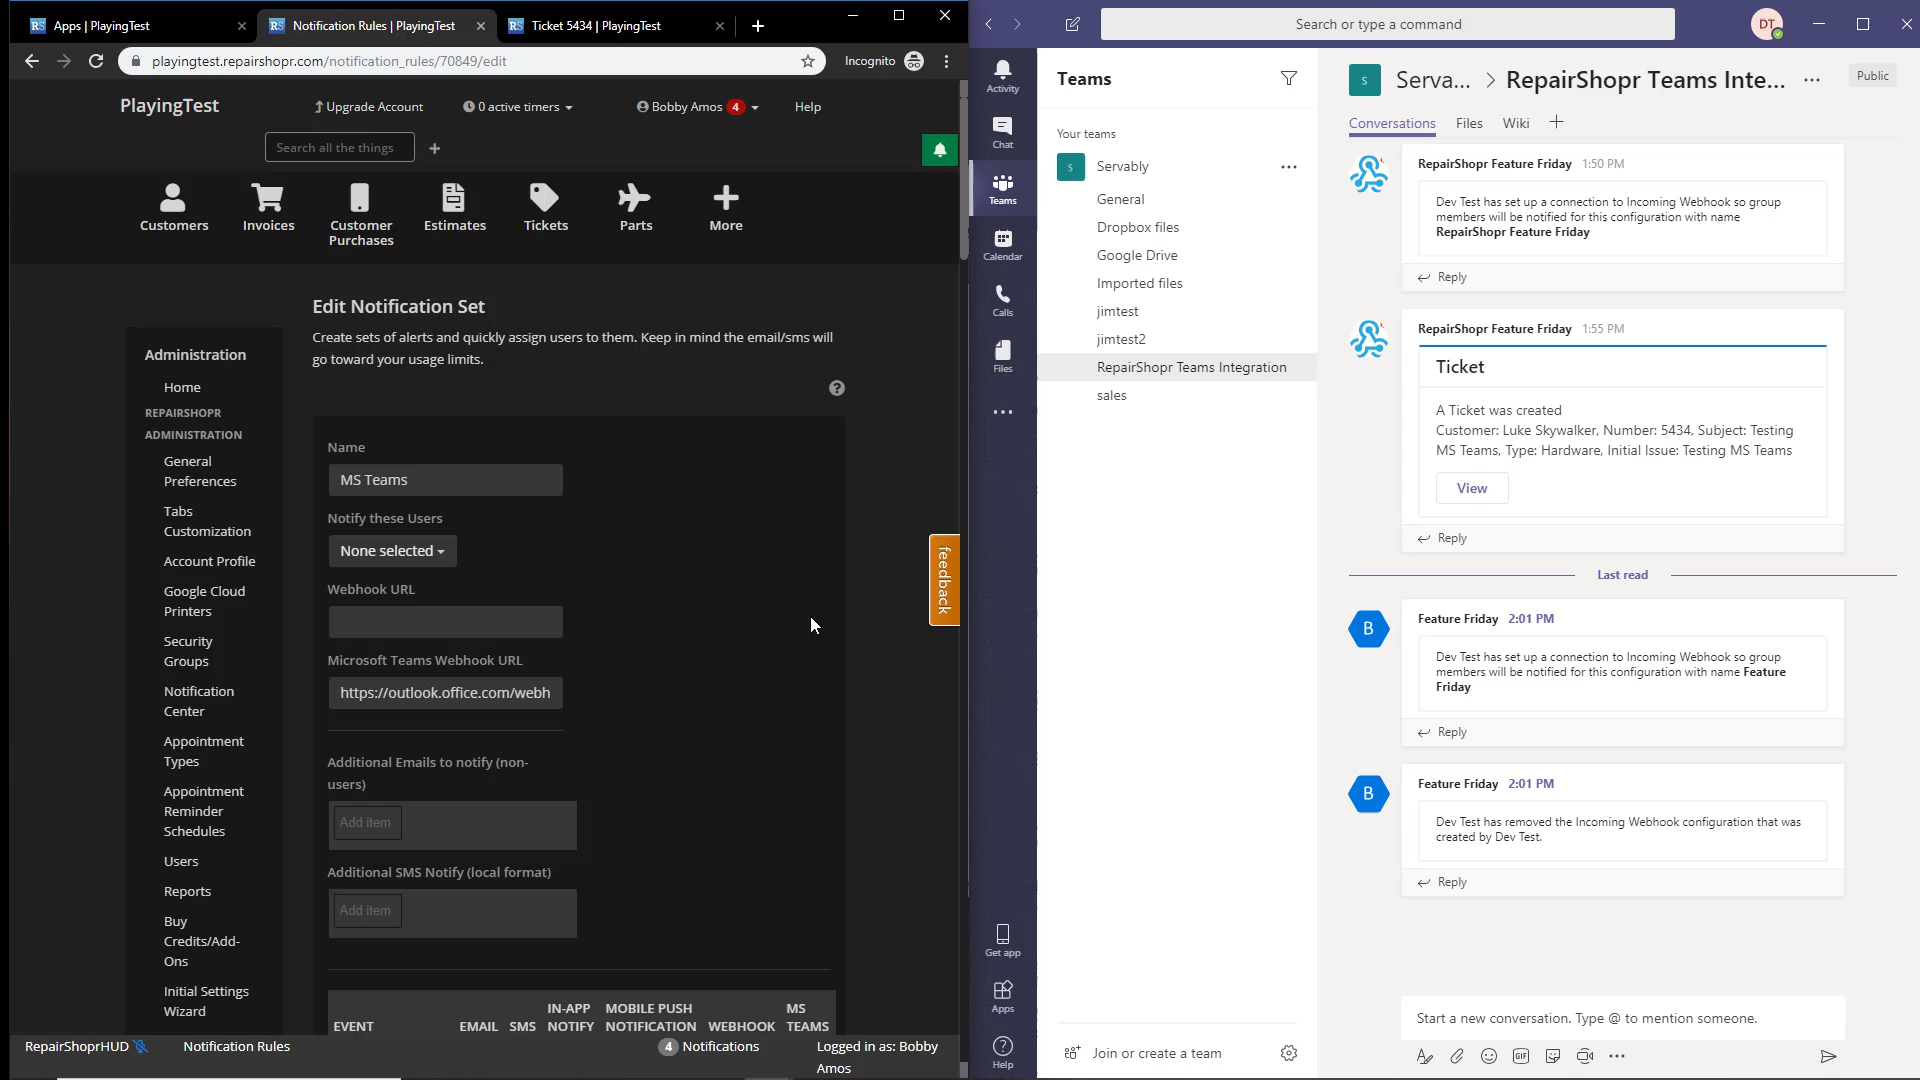 Apps | PlayingTest
Notification Rules | PlayingTest
Ticket 5434 | PlayingTest
playingtest.repairshopr.com/notification_rules/70849/edit
Incognito
PlayingTest
Upgrade Account
0 active timers
Bobby Amos 4
Help
Search all the things
Customers
Invoices
Customer
Purchases
Estimates
Tickets
Parts
More
Administration
Home
REPAIRSHOPR
ADMINISTRATION
General
Preferences
Tabs
Customization
Account Profile
Google Cloud
Printers
Security
Groups
Notification
Center
Appointment
Types
Appointment
Reminder
Schedules
Users
Reports
Buy
Credits/Add-
Ons
Initial Settings
Wizard
Edit Notification Set
Create sets of alerts and quickly assign users to them. Keep in mind the email/sms will
go toward your usage limits.
Name
MS Teams
Notify these Users
None selected
Webhook URL
Microsoft Teams Webhook URL
https://outlook.office.com/webh
Additional Emails to notify (non-
users)
Add item
Additional SMS Notify (local format)
Add item
EVENT
EMAIL
SMS
IN-APP
NOTIFY
MOBILE PUSH
NOTIFICATION
WEBHOOK
MS
TEAMS
feedback
RepairShoprHUD
Notification Rules
4 Notifications
Logged in as: Bobby
Amos
Search or type a command
DT
Activity
Chat
Teams
Calendar
Calls
Files
Get app
Apps
Help
Teams
Your teams
S
Servably
General
Dropbox files
Google Drive
Imported files
jimtest
jimtest2
RepairShopr Teams Integration
sales
Join or create a team
S
Serva... > RepairShopr Teams Inte...
Public
Conversations
Files
Wiki
RepairShopr Feature Friday 1:50 PM
Dev Test has set up a connection to Incoming Webhook so group
members will be notified for this configuration with name
RepairShopr Feature Friday
Reply
RepairShopr Feature Friday 1:55 PM
Ticket
A Ticket was created
Customer: Luke Skywalker, Number: 5434, Subject: Testing
MS Teams, Type: Hardware, Initial Issue: Testing MS Teams
View
Reply
Last read
B
Feature Friday 2:01 PM
Dev Test has set up a connection to Incoming Webhook so group
members will be notified for this configuration with name Feature
Friday
Reply
B
Feature Friday 2:01 PM
Dev Test has removed the Incoming Webhook configuration that was
created by Dev Test.
Reply
Start a new conversation. Type @ to mention someone.
GIF